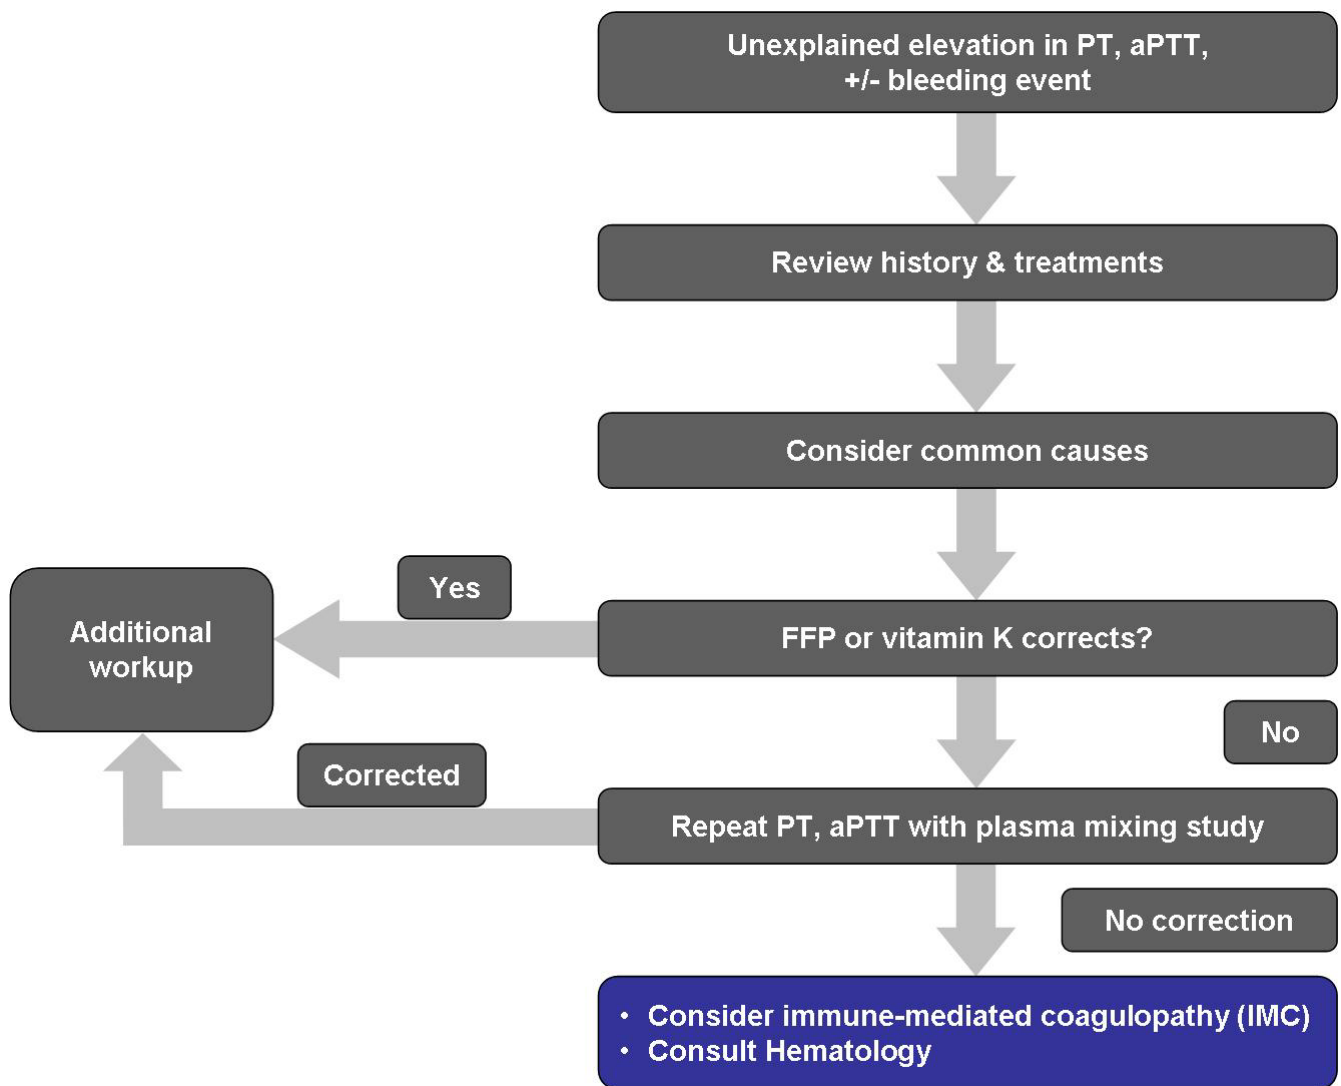 Unexplained elevation in PT, aPTT,
+/- bleeding event
Review history & treatments
Consider common causes
Yes
Additional
workup
FFP or vitamin K corrects?
No
Corrected
Repeat PT, aPTT with plasma mixing study
No correction
• Consider immune-mediated coagulopathy (IMC)
• Consult Hematology